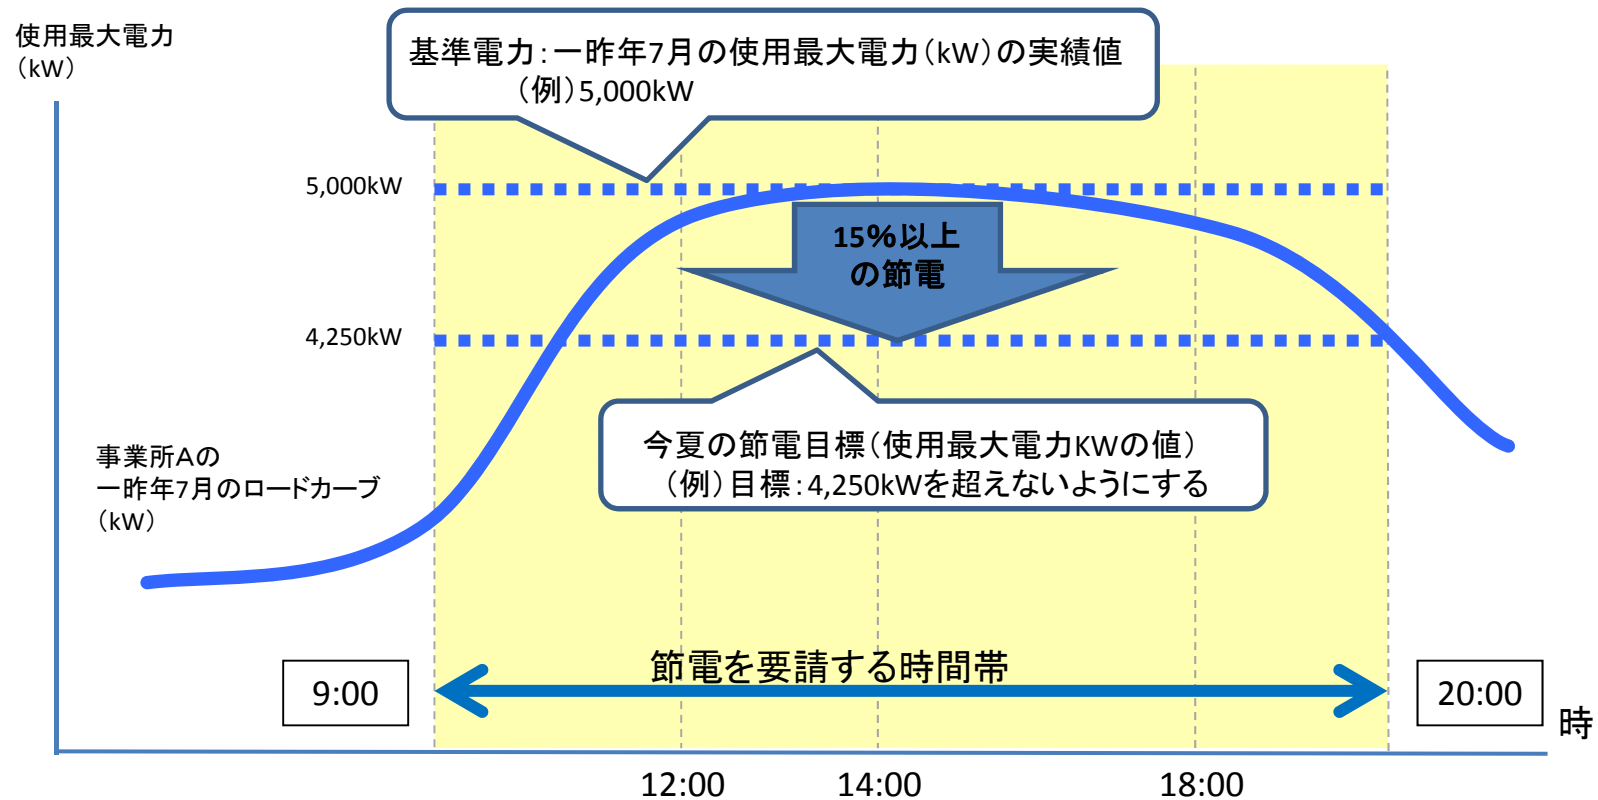 使用最大電力
（kW）
基準電力：一昨年7月の使用最大電力（kW）の実績値
（例）5,000kW
5,000kW
15%以上
の節電
4,250kW
今夏の節電目標（使用最大電力KWの値）
（例）目標：4,250kWを超えないようにする
事業所Aの
一昨年7月のロードカーブ
（kW）
節電を要請する時間帯
9:00
20:00
時
12:00
14:00
18:00